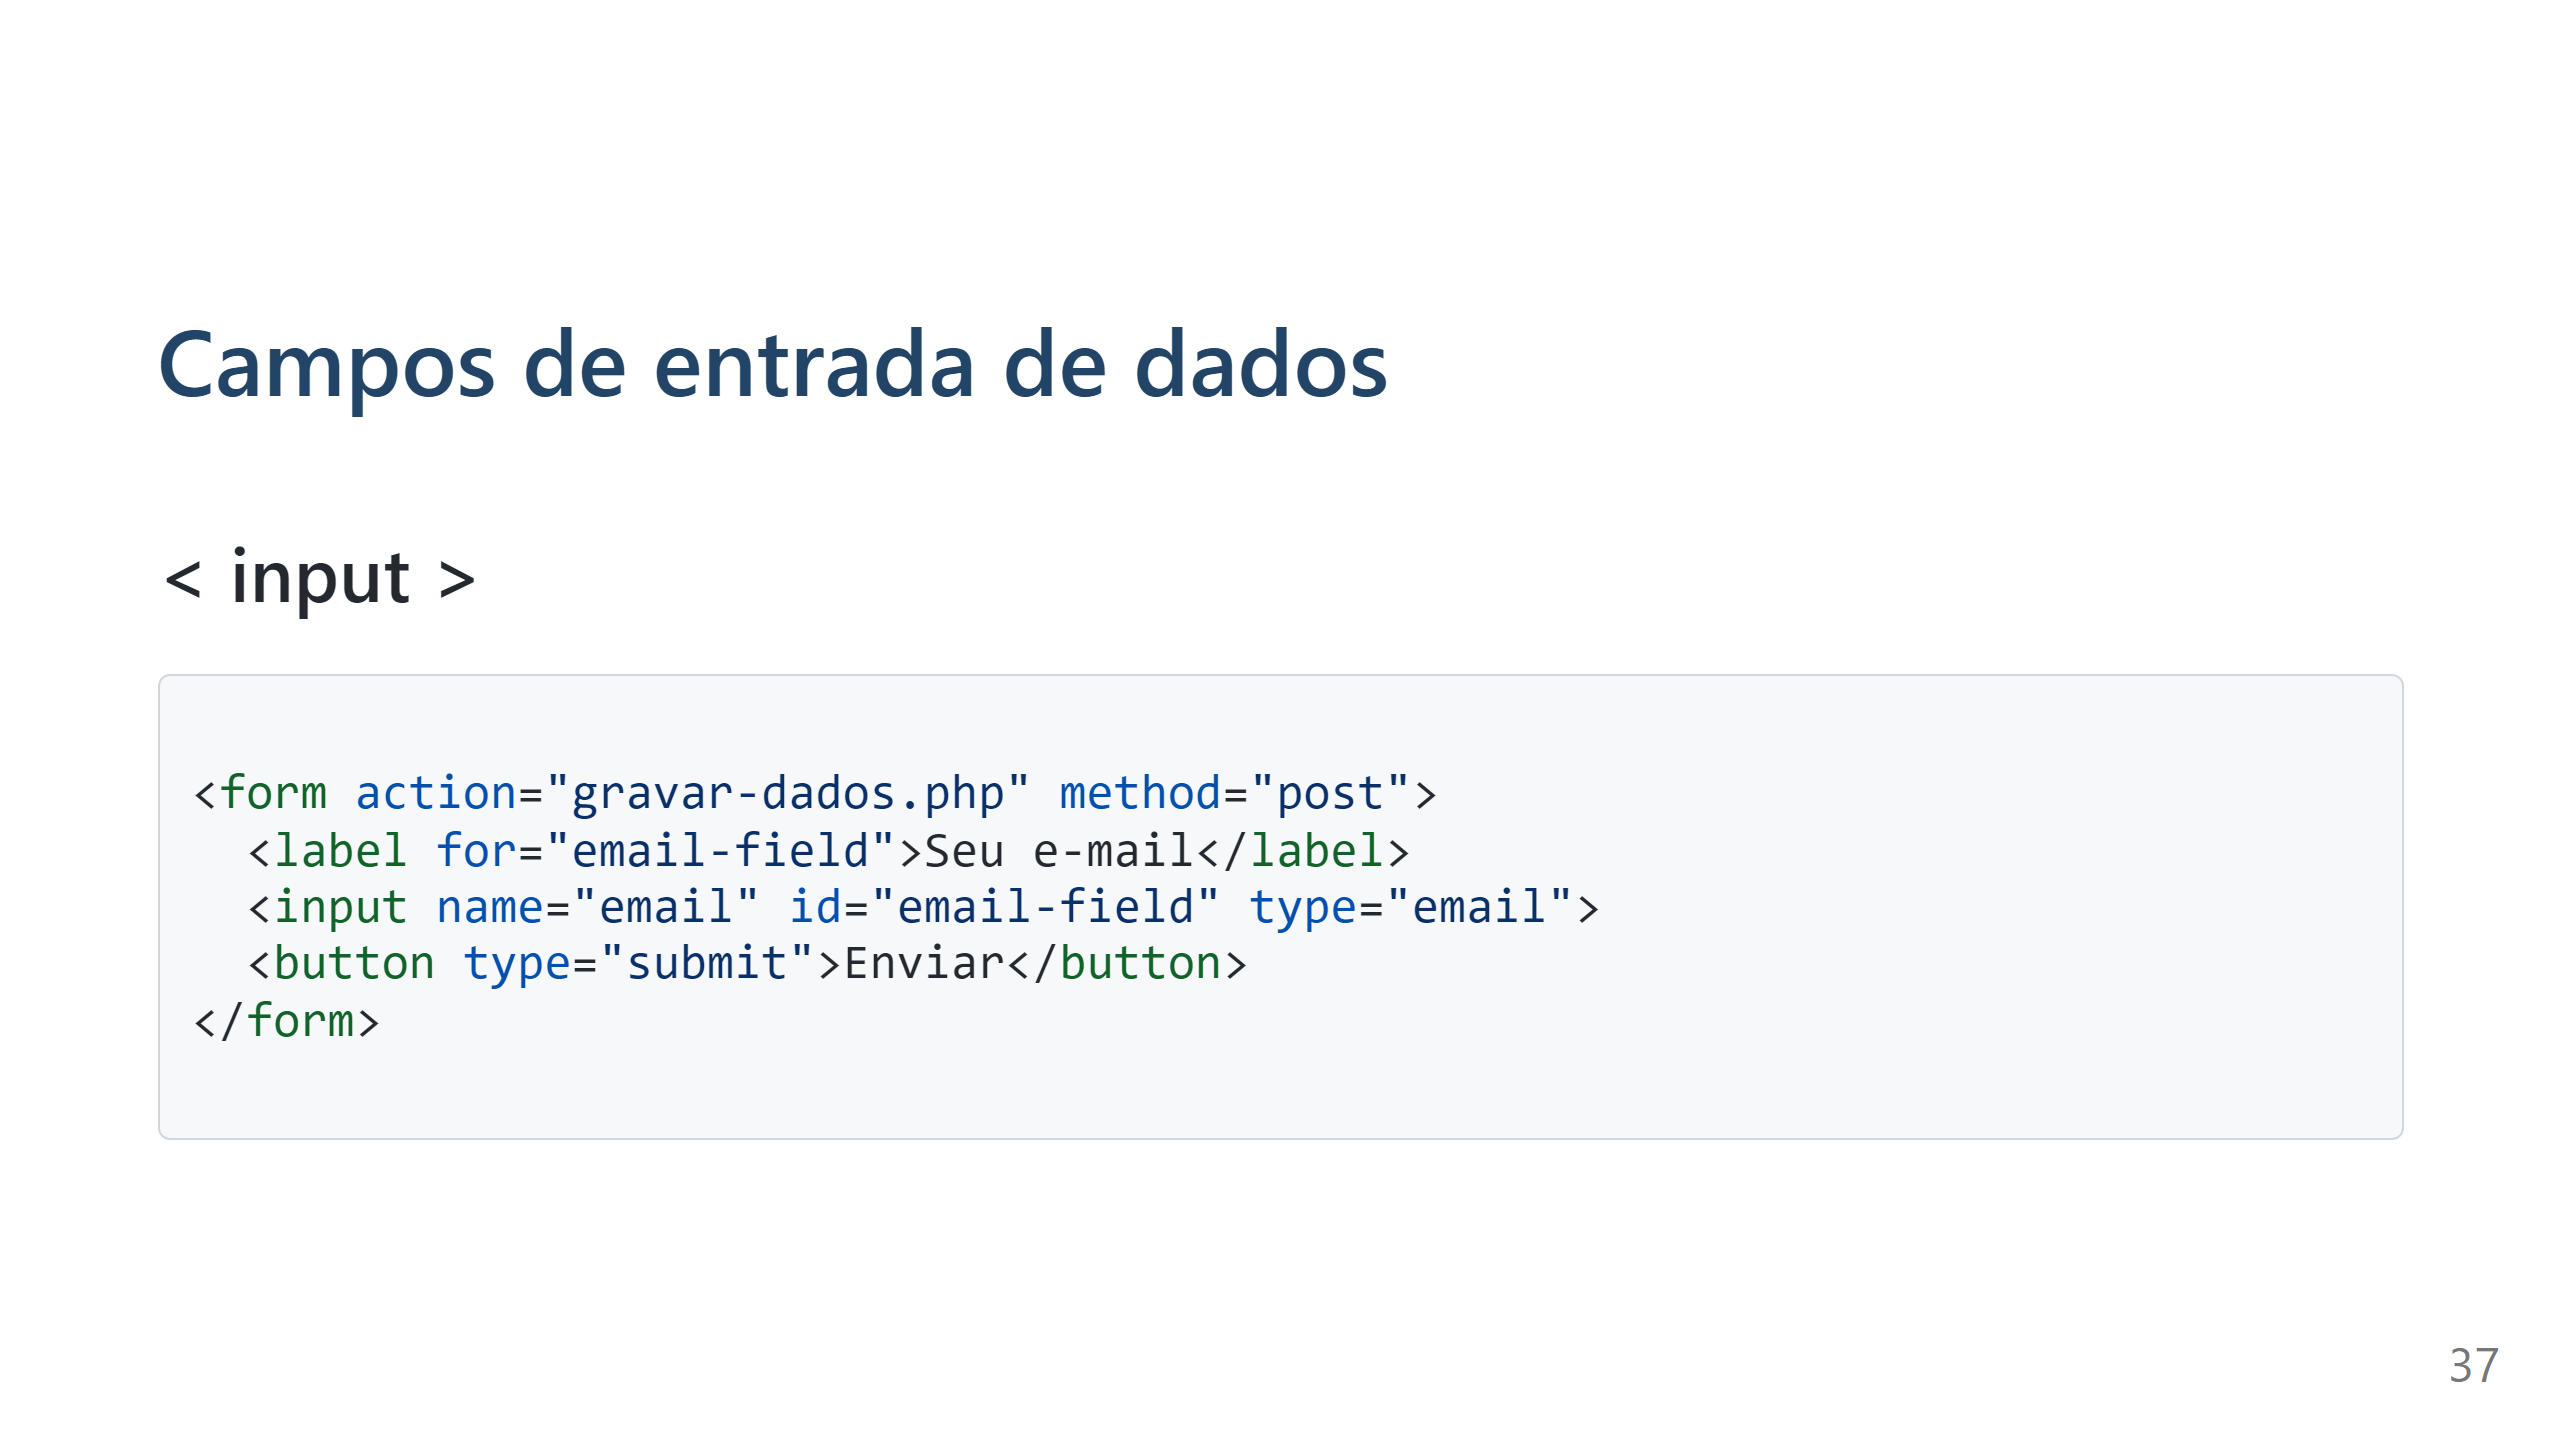 Campos de entrada de dados
< input >
<form action="gravar-dados.php" method="post">
  <label for="email-field">Seu e-mail</label>
  <input name="email" id="email-field" type="email">
  <button type="submit">Enviar</button>
</form>
37